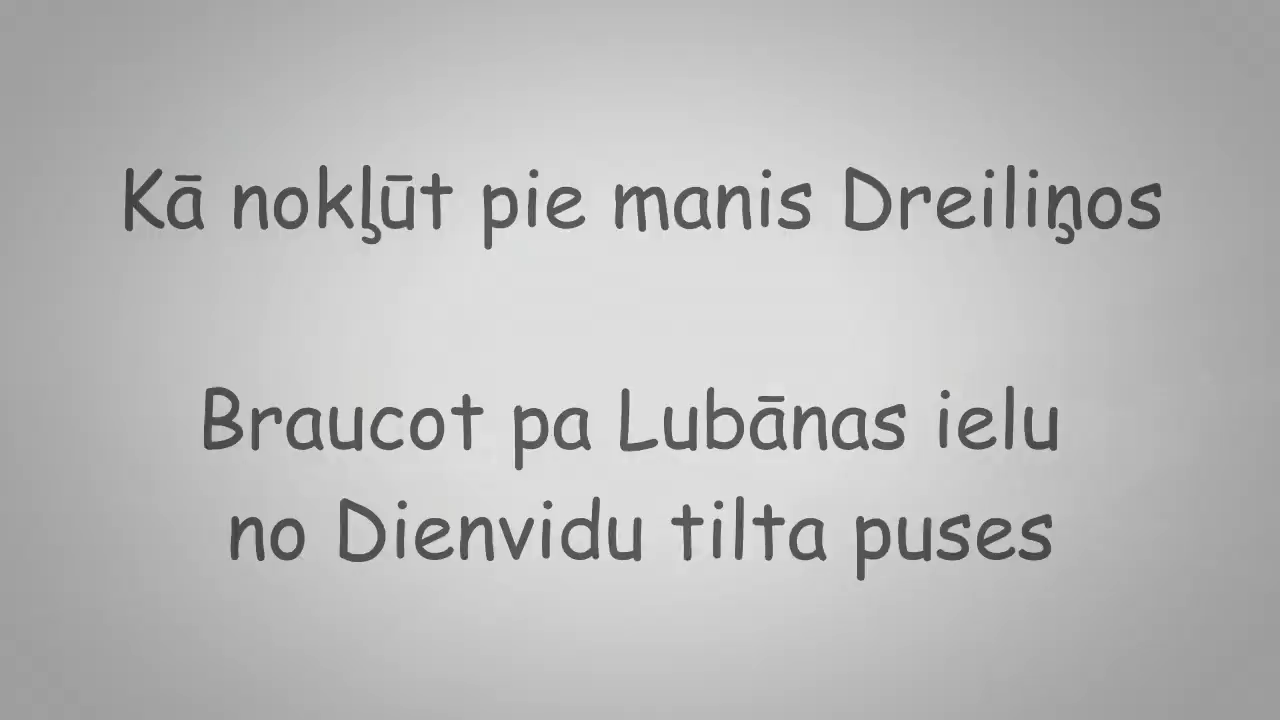 Kā nokļūt pie manis Dreiliņos
Braucot pa Lubānas ielu
no Dienvidu tilta puses